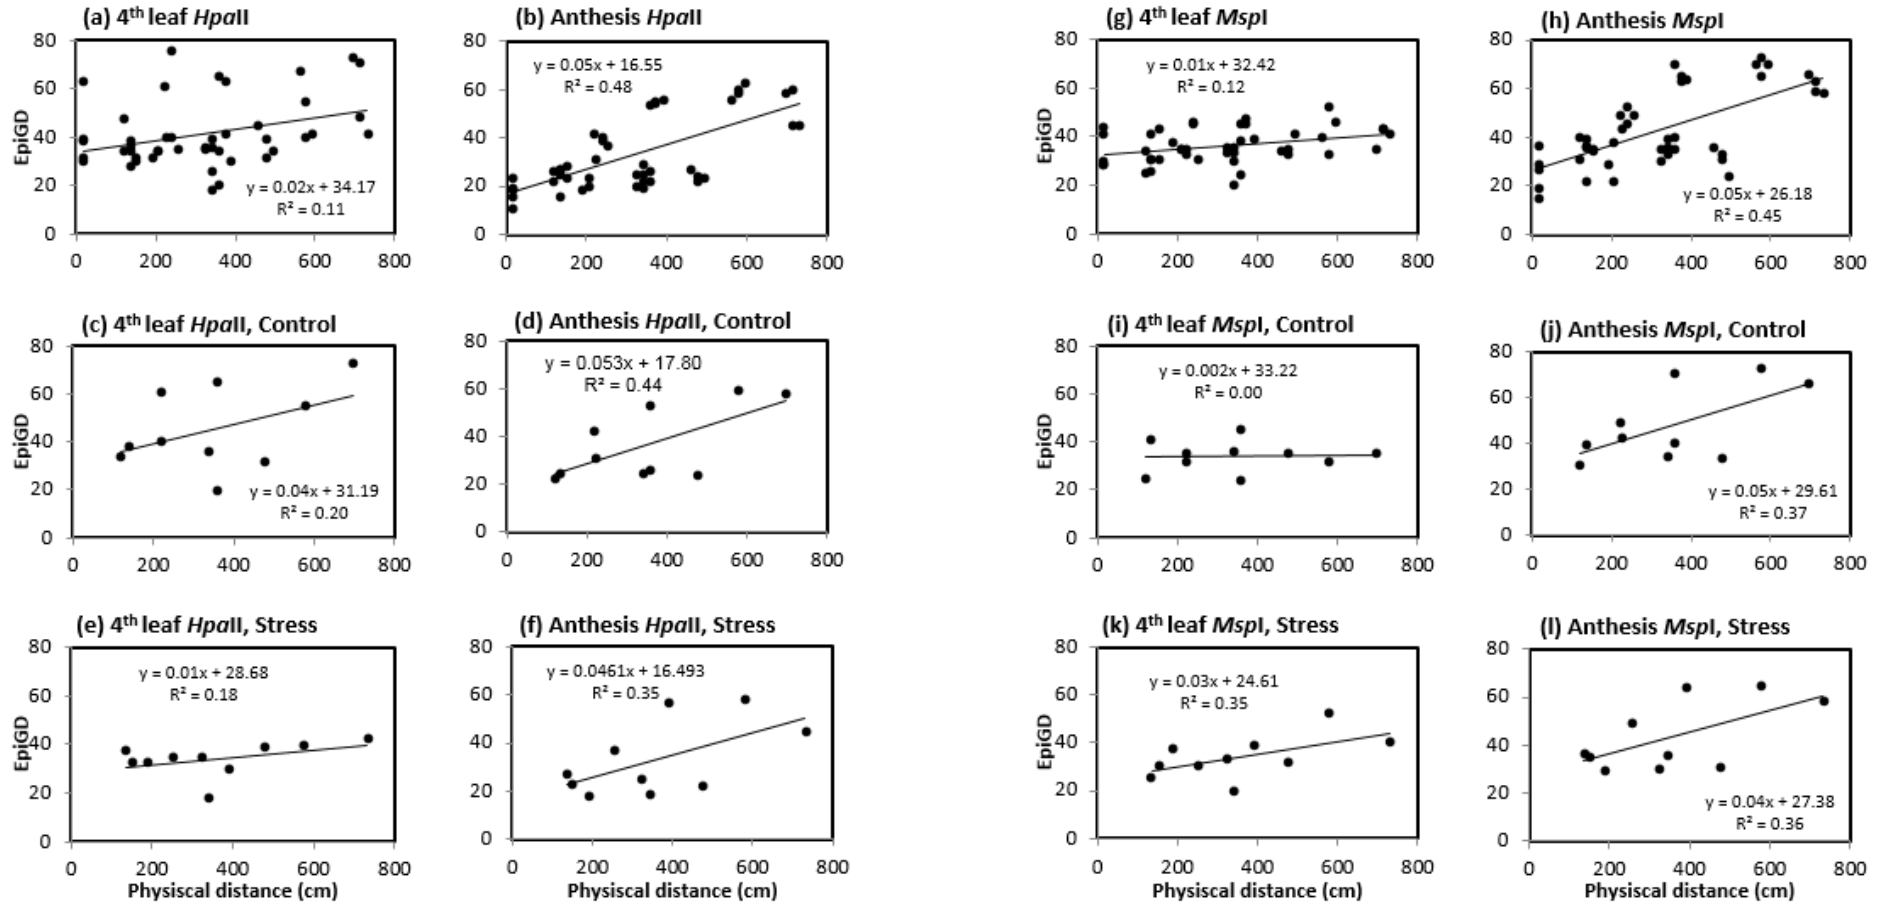 (a) 4th leaf HpaII
EpiGD
80
60
40
20
0
y = 0.02x + 34.17
R² = 0.11
0 200 400 600 800
(b) Anthesis HpaII
80
60
40
20
0
y = 0.05x + 16.55
R² = 0.48
0 200 400 600 800
(g) 4th leaf MspI
EpiGD
80
60
40
20
0
y = 0.01x + 32.42
R² = 0.12
0 200 400 600 800
(h) Anthesis MspI
80
60
40
20
0
y = 0.05x + 26.18
R² = 0.45
0 200 400 600 800
(c) 4th leaf HpaII, Control
EpiGD
80
60
40
20
0
y = 0.04x + 31.19
R² = 0.20
200 400 600 800
(d) Anthesis HpaII, Control
80
60
40
20
0
y = 0.053x + 17.80
R² = 0.44
0 200 400 600 800
(i) 4th leaf MspI, Control
EpiGD
80
60
40
20
0
y = 0.002x + 33.22
R² = 0.00
0 200 400 600 800
(j) Anthesis MspI, Control
80
60
40
20
0
y = 0.05x + 29.61
R² = 0.37
0 200 400 600 800
(e) 4th leaf HpaII, Stress
EpiGD
80
60
40
20
0
y = 0.01x + 28.68
R² = 0.18
0 200 400 600 800
Physiscal distance (cm)
(f) Anthesis HpaII, Stress
80
60
40
20
0
y = 0.0461x + 16.493
R² = 0.35
0 200 400 600 800
Physiscal distance (cm)
(k) 4th leaf MspI, Stress
EpiGD
80
60
40
20
0
y = 0.03x + 24.61
R² = 0.35
0 200 400 600 800
Physiscal distance (cm)
(l) Anthesis MspI, Stress
80
60
40
20
0
y = 0.04x + 27.38
R² = 0.36
0 200 400 600 800
Physiscal distance (cm)